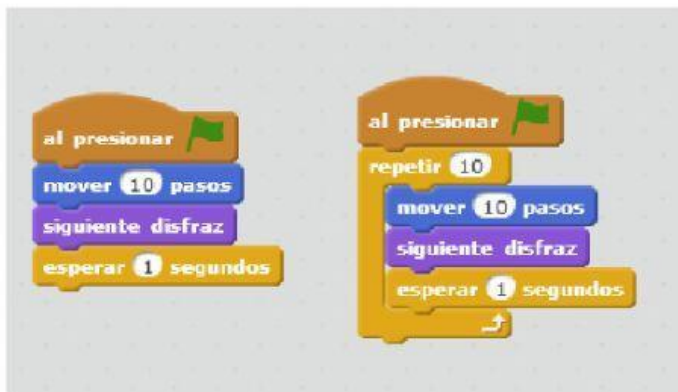 al presionar
mover 10 pasos
siguiente disfraz
esperar 1 segundos
al presionar
repetir 10
mover 10 pasos
siguiente disfraz
esperar 1 segundos